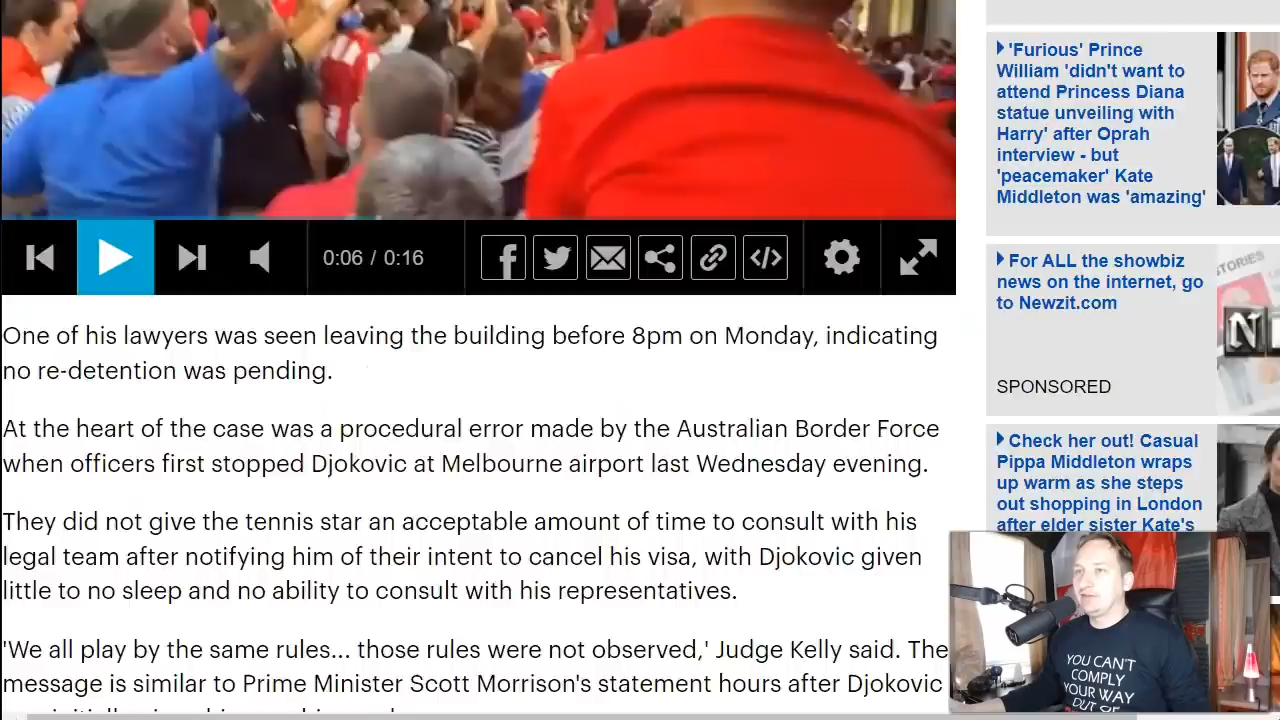 'Furious' Prince
William 'didn't want to
attend Princess Diana
statue unveiling with
Harry' after Oprah
interview - but
'peacemaker' Kate
Middleton was 'amazing'
0:06 / 0:16
For ALL the showbiz
news on the internet, go
to Newzit.com
STORIES
N
SPONSORED
One of his lawyers was seen leaving the building before 8pm on Monday, indicating
no re-detention was pending.
At the heart of the case was a procedural error made by the Australian Border Force
when officers first stopped Djokovic at Melbourne airport last Wednesday evening.
They did not give the tennis star an acceptable amount of time to consult with his
legal team after notifying him of their intent to cancel his visa, with Djokovic given
little to no sleep and no ability to consult with his representatives.
'We all play by the same rules... those rules were not observed,' Judge Kelly said. The
message is similar to Prime Minister Scott Morrison's statement hours after Djokovic
Check her out! Casual
Pippa Middleton wraps
up warm as she steps
out shopping in London
after elder sister Kate's
YOU CAN'T
COMPLY
YOUR WAY
OUT OF